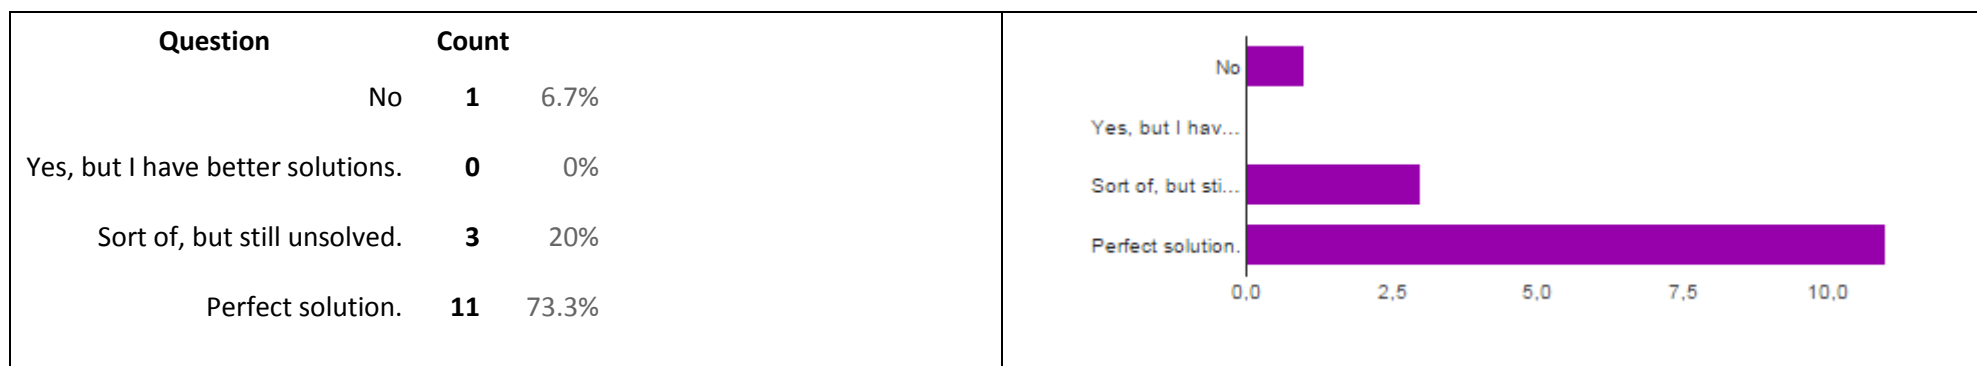 Question Count
No 1 6.7%
Yes, but I have better solutions. 0 0%
Sort of, but still unsolved. 3 20%
Perfect solution. 11 73.3%
No
Yes, but I hav...
Sort of, but sti...
Perfect solution.
0,0 2,5 5,0 7,5 10,0